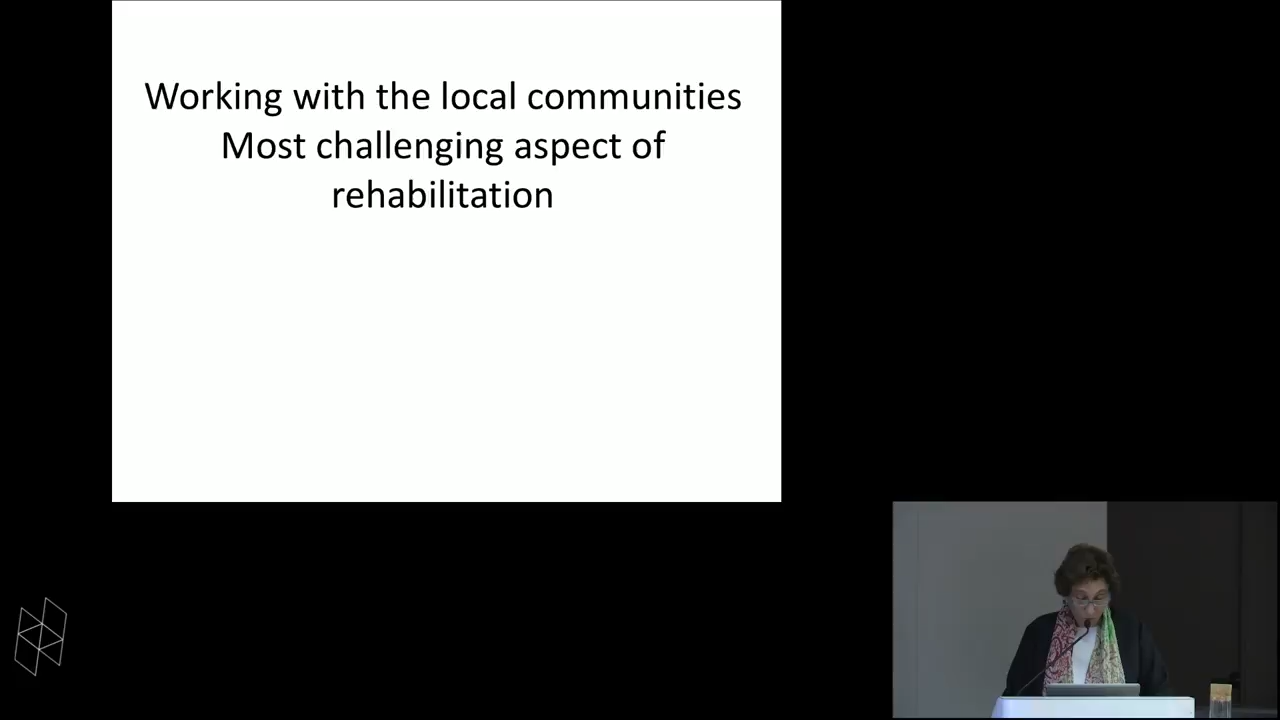 Working with the local communities
Most challenging aspect of
rehabilitation